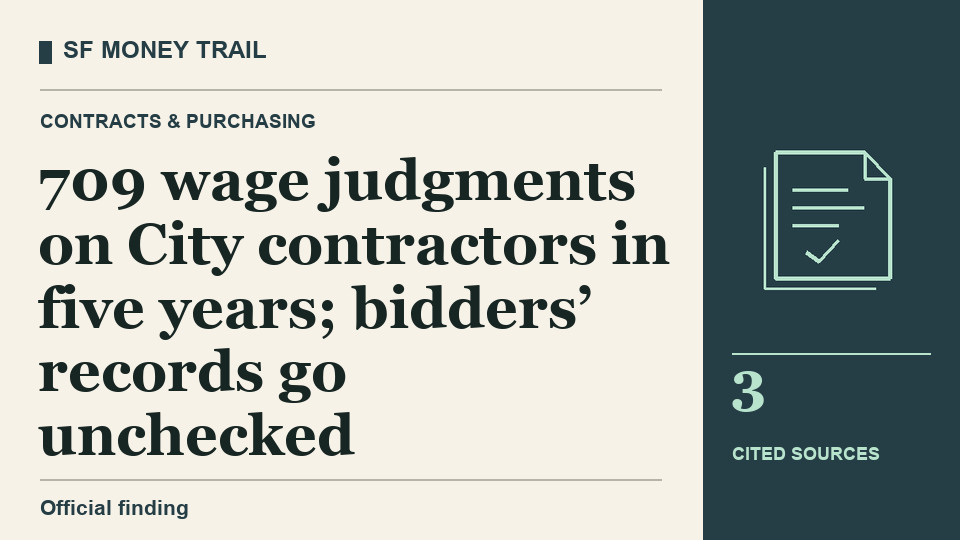 SF MONEY TRAIL
CONTRACTS & PURCHASING
709 wage judgments
on City contractors in
five years; bidders’
records go
unchecked
Official finding
3
CITED SOURCES